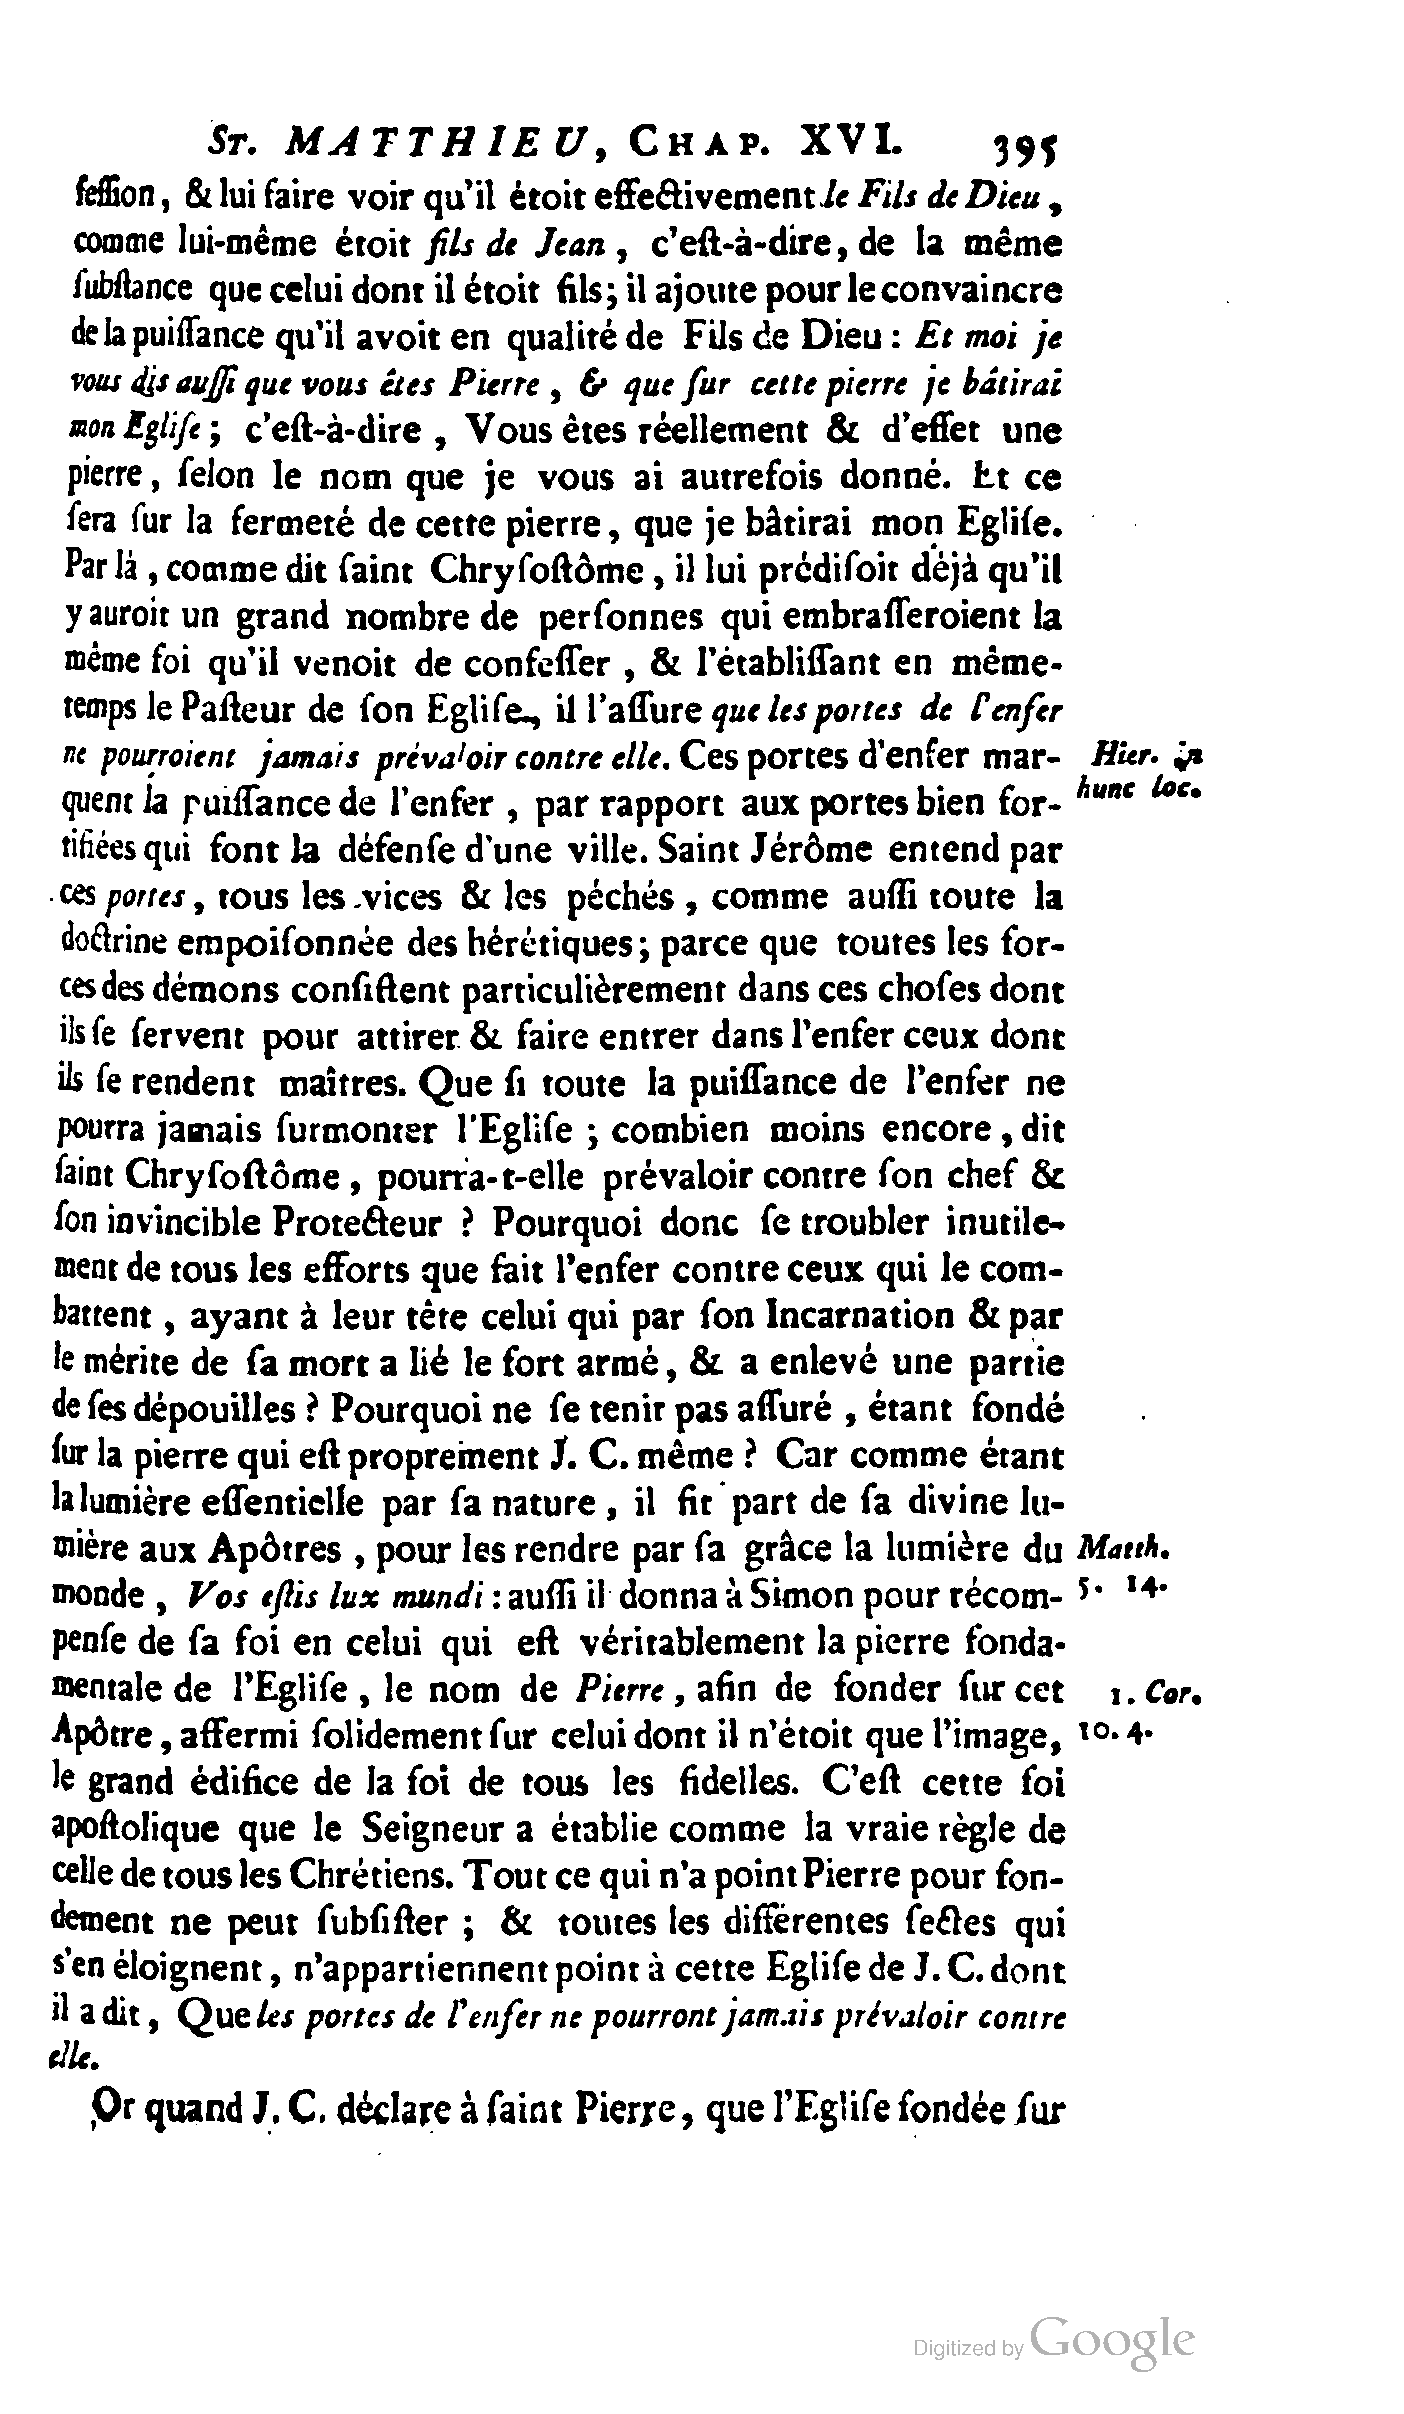 ST. MATTHIEU, CHAP. XVI. 395
feſſion, & lui faire voir qu'il étoit effectivement le Fils de Dieu,
comme lui-même étoit fils de Jean, c'eſt-à-dire, de la même
ſubſtance que celui dont il étoit fils; il ajoute pour le convaincre
de la puiſſance qu'il avoit en qualité de Fils de Dieu : Et moi je
vous dis auſſi que vous êtes Pierre, & que ſur cette pierre je bâtirai
mon Egliſe; c'eſt-à-dire, Vous êtes réellement & d'effet une
pierre, ſelon le nom que je vous ai autrefois donné. Et ce
ſera ſur la fermeté de cette pierre, que je bâtirai mon Egliſe.
Par là, comme dit ſaint Chryſoſtôme, il lui prédiſoit déjà qu'il
y auroit un grand nombre de perſonnes qui embraſſeroient la
même foi qu'il venoit de confeſſer, & l'établiſſant en même-
temps le Paſteur de ſon Egliſe, il l'aſſure que les portes de l'enfer
ne pourroient jamais prévaloir contre elle. Ces portes d'enfer mar- Hier. in
quent la puiſſance de l'enfer, par rapport aux portes bien for- hunc loc.
tifiées qui font la défenſe d'une ville. Saint Jérôme entend par
ces portes, tous les vices & les péchés, comme auſſi toute la
doctrine empoiſonnée des hérétiques; parce que toutes les for-
ces des démons conſiſtent particulièrement dans ces choſes dont
ils ſe ſervent pour attirer & faire entrer dans l'enfer ceux dont
ils ſe rendent maîtres. Que ſi toute la puiſſance de l'enfer ne
pourra jamais ſurmonter l'Egliſe ; combien moins encore, dit
ſaint Chryſoſtôme, pourra-t-elle prévaloir contre ſon chef &
ſon invincible Protecteur ? Pourquoi donc ſe troubler inutile-
ment de tous les efforts que fait l'enfer contre ceux qui le com-
battent, ayant à leur tête celui qui par ſon Incarnation & par
le mérite de ſa mort a lié le fort armé, & a enlevé une partie
de ſes dépouilles ? Pourquoi ne ſe tenir pas aſſuré, étant fondé
ſur la pierre qui eſt proprement J. C. même ? Car comme étant
la lumière eſſentielle par ſa nature, il fit part de ſa divine lu-
mière aux Apôtres, pour les rendre par ſa grâce la lumière du Matth.
monde, Vos eſtis lux mundi : auſſi il donna à Simon pour récom- 5. 14.
penſe de ſa foi en celui qui eſt véritablement la pierre fonda-
mentale de l'Egliſe, le nom de Pierre, afin de fonder ſur cet 1. Cor.
Apôtre, affermi ſolidement ſur celui dont il n'étoit que l'image, 10. 4.
le grand édifice de la foi de tous les fidelles. C'eſt cette foi
apoſtolique que le Seigneur a établie comme la vraie règle de
celle de tous les Chrétiens. Tout ce qui n'a point Pierre pour fon-
dement ne peut ſubſiſter ; & toutes les différentes ſectes qui
s'en éloignent, n'appartiennent point à cette Egliſe de J. C. dont
il a dit, Que les portes de l'enfer ne pourront jamais prévaloir contre
elle.
Or quand J. C. déclare à ſaint Pierre, que l'Egliſe fondée ſur
Digitized by Google